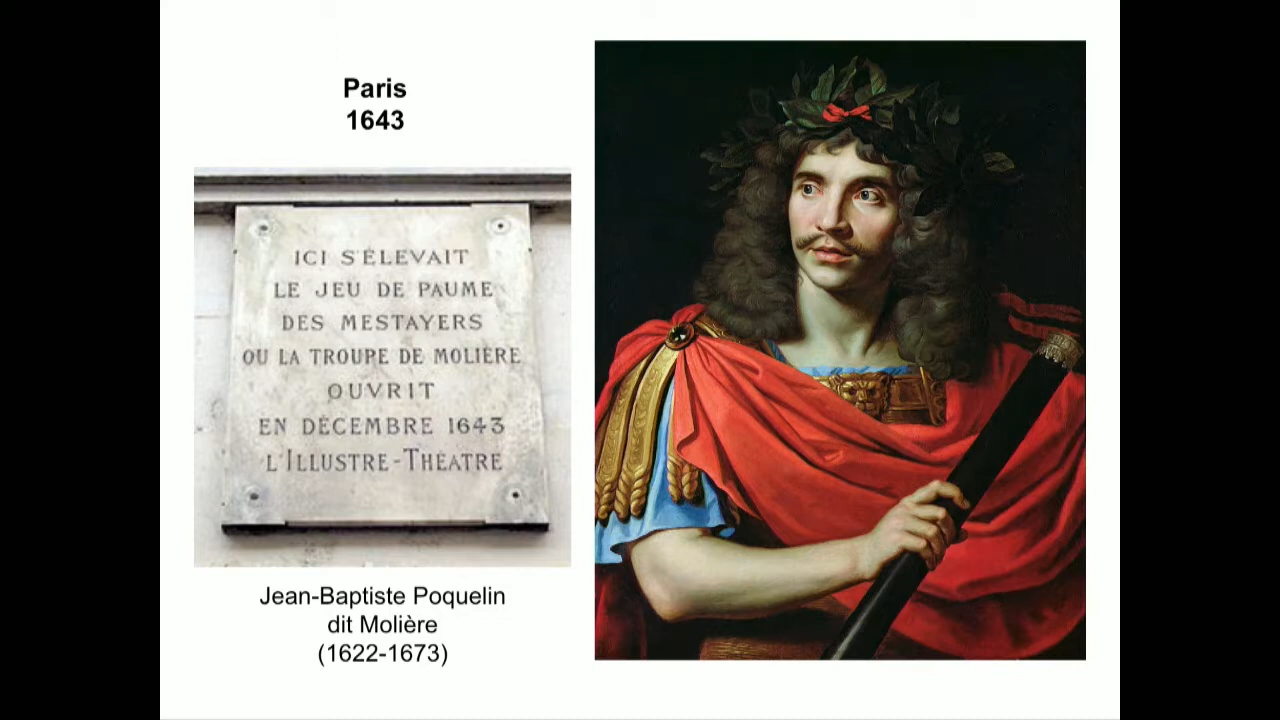 Paris
1643
ICI S'ÉLEVAIT
LE JEU DE PAUME
DES MESTAYERS
OU LA TROUPE DE MOLIÈRE
OUVRIT
EN DÉCEMBRE 1643
L'ILLUSTRE-THÉATRE
Jean-Baptiste Poquelin
dit Molière
(1622-1673)